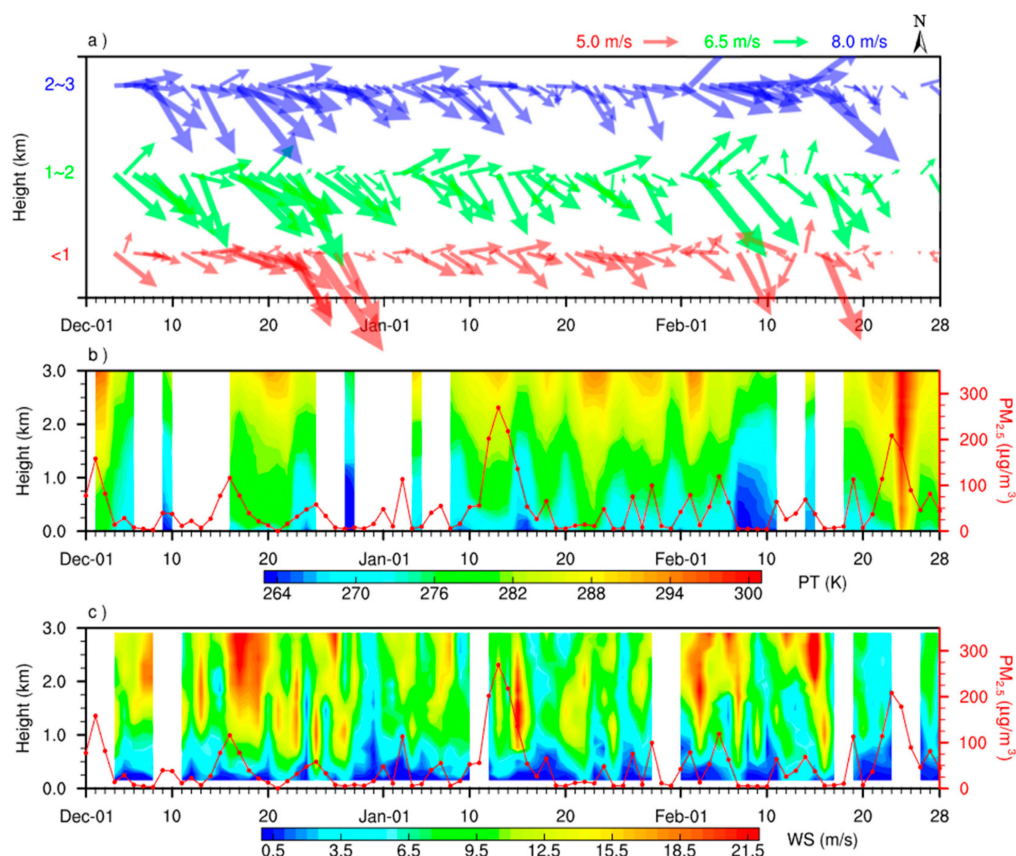 a )
N
5.0 m/s 6.5 m/s 8.0 m/s
Height (km)
2~3
1~2
<1
Dec-01 10 20 Jan-01 10 20 Feb-01 10 20 28
b )
Height (km)
3.0
2.0
1.0
0.0
PM2.5 (µg/m³)
300
200
100
0
Dec-01 10 20 Jan-01 10 20 Feb-01 10 20 28
264 270 276 282 288 294 300 PT (K)
c )
Height (km)
3.0
2.0
1.0
0.0
PM2.5 (µg/m³)
300
200
100
0
Dec-01 10 20 Jan-01 10 20 Feb-01 10 20 28
0.5 3.5 6.5 9.5 12.5 15.5 18.5 21.5 WS (m/s)